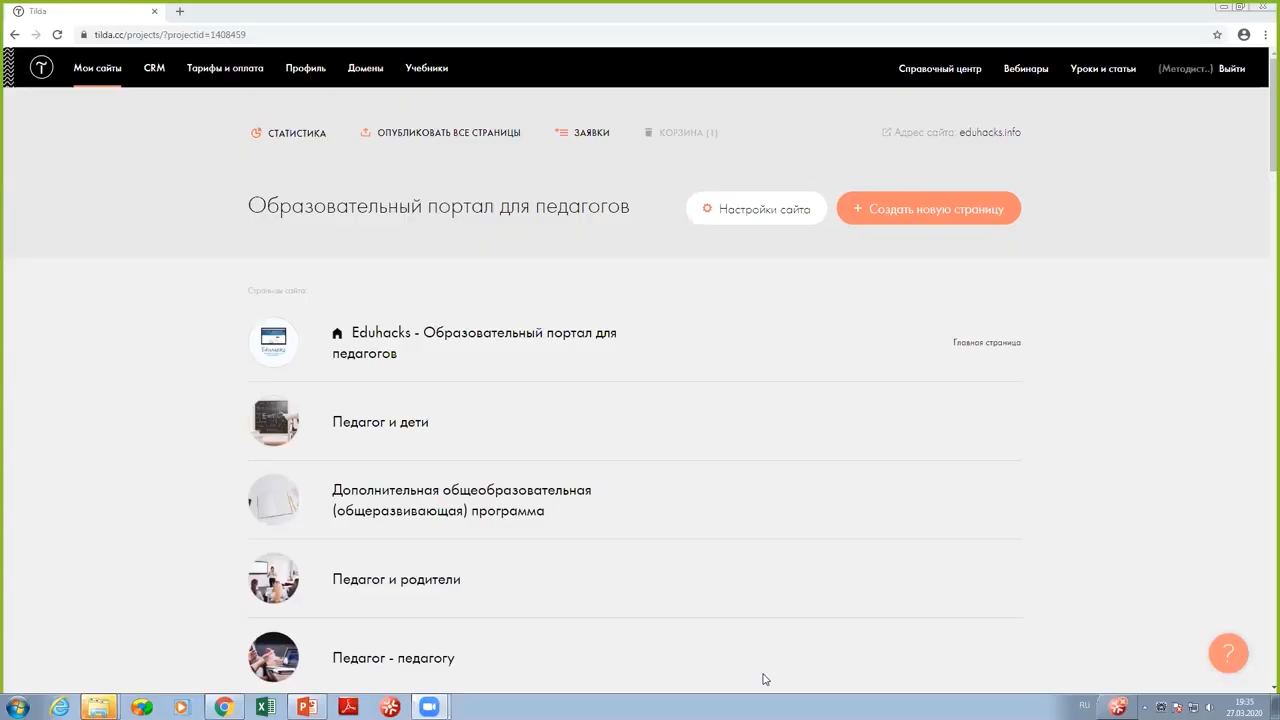 Tilda
tilda.cc/projects/?projectid=1408459
Мои сайты CRM Тарифы и оплата Профиль Домены Учебники Справочный центр Вебинары Уроки и статьи (Методист..) Выйти
СТАТИСТИКА ОПУБЛИКОВАТЬ ВСЕ СТРАНИЦЫ ЗАЯВКИ КОРЗИНА (1) Адрес сайта: eduhacks.info
Образовательный портал для педагогов Настройки сайта + Создать новую страницу
Страницы сайта:
Eduhacks - Образовательный портал для
педагогов
Главная страница
Педагог и дети
Дополнительная общеобразовательная
(общеразвивающая) программа
Педагог и родители
Педагог - педагогу
?
RU 19:35
27.03.2020